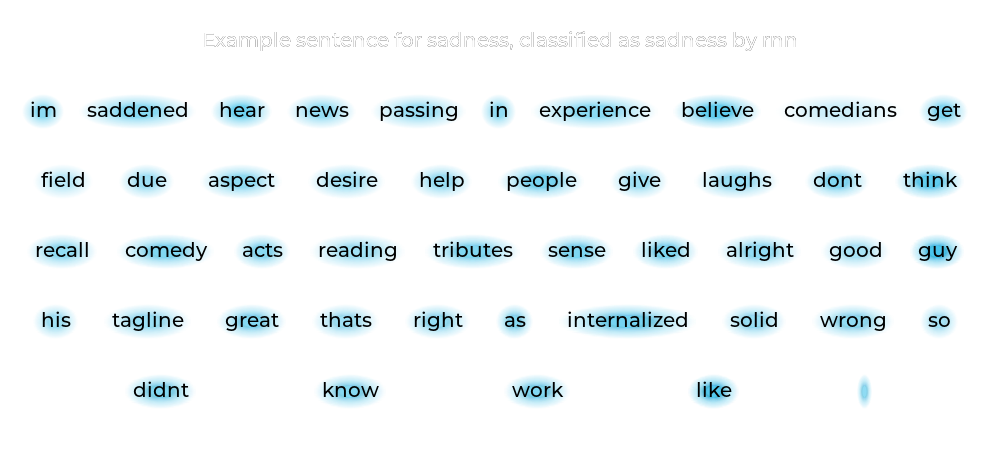 Example sentence for sadness, classified as sadness by rnn
im saddened hear news passing in experience believe comedians get
field due aspect desire help people give laughs dont think
recall comedy acts reading tributes sense liked alright good guy
his tagline great thats right as internalized solid wrong so
didnt know work like